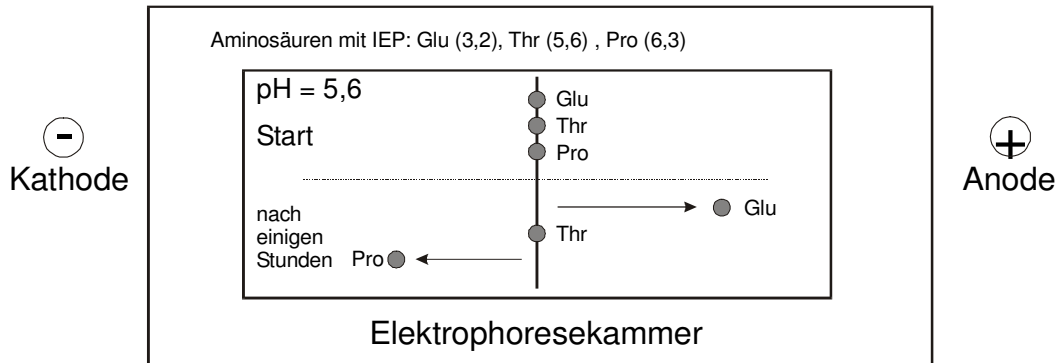 Aminosäuren mit IEP: Glu (3,2), Thr (5,6) , Pro (6,3)
pH = 5,6
Start
Glu
Thr
Pro
-
Kathode
+
Anode
nach
einigen
Stunden
Pro
Thr
Glu
Elektrophoresekammer